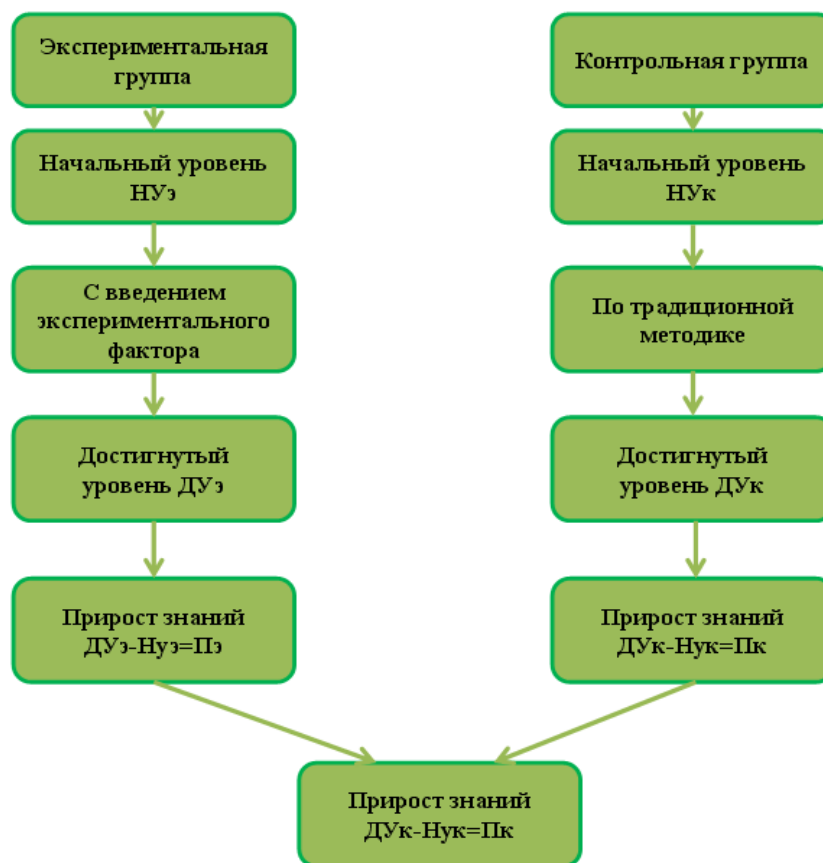 Экспериментальная
группа
Контрольная группа
Начальный уровень
НУэ
Начальный уровень
НУк
С введением
экспериментального
фактора
По традиционной
методике
Достигнутый
уровень ДУэ
Достигнутый
уровень ДУк
Прирост знаний
ДУэ-Нуэ=Пэ
Прирост знаний
ДУк-Нук=Пк
Прирост знаний
ДУк-Нук=Пк